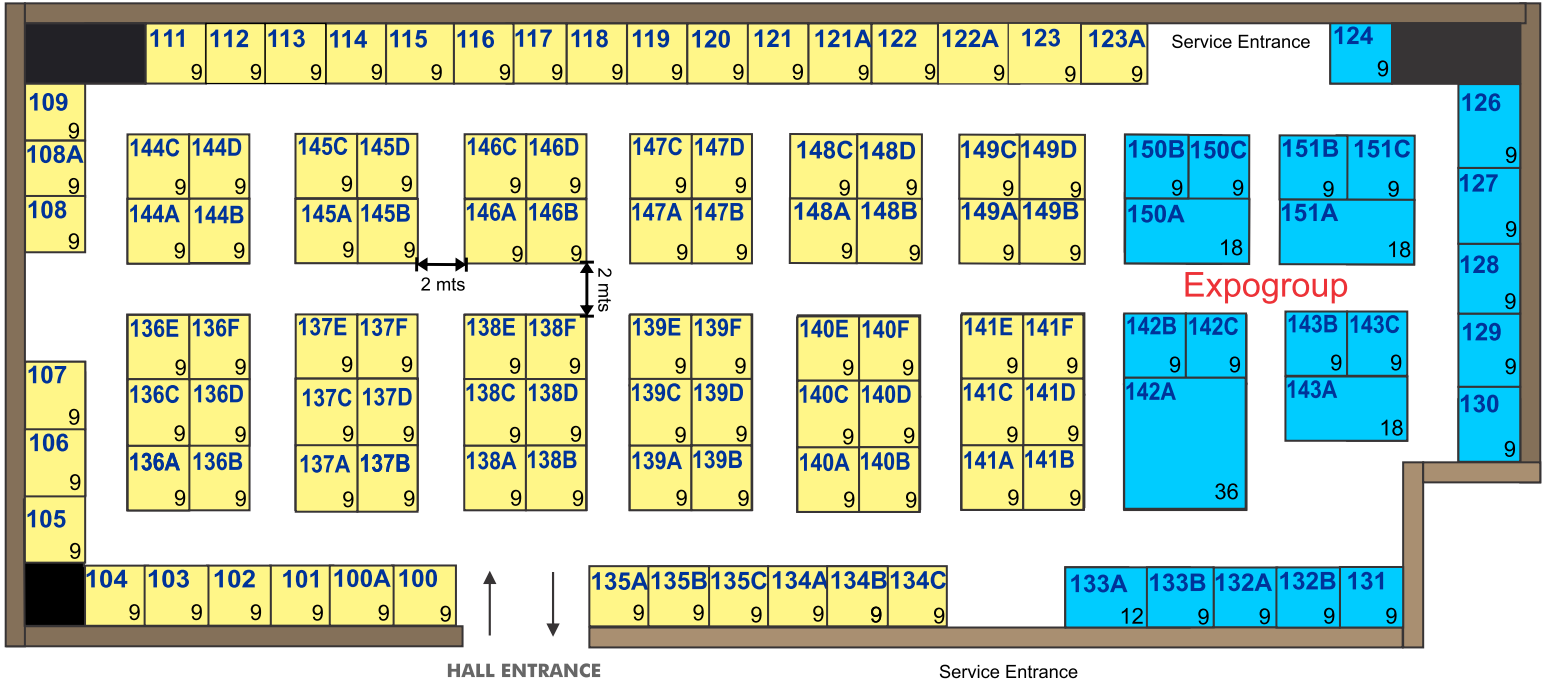 111 112 113 114 115 116 117 118 119 120 121 121A 122 122A 123 123A Service Entrance 124
9 9 9 9 9 9 9 9 9 9 9 9 9 9 9 9 9
109 126
9
108A 144C 144D 145C 145D 146C 146D 147C 147D 148C 148D 149C 149D 150B 150C 151B 151C
9 9 9 9 9 9 9 9 9 9 9 9 9 9 9 9 9 9
108 144A 144B 145A 145B 146A 146B 147A 147B 148A 148B 149A 149B 150A 151A 127
9 9 9 9 9 9 9 9 9 9 9 9 9 18 18 9
2 mts
2 mts
Expogroup
128
9
136E 136F 137E 137F 138E 138F 139E 139F 140E 140F 141E 141F 142B 142C 143B 143C 129
9 9 9 9 9 9 9 9 9 9 9 9 9 9 9 9 9
107 136C 136D 137C 137D 138C 138D 139C 139D 140C 140D 141C 141D 142A 143A 130
9 9 9 9 9 9 9 9 9 9 9 9 9 18 9
106 136A 136B 137A 137B 138A 138B 139A 139B 140A 140B 141A 141B
9 9 9 9 9 9 9 9 9 9 9 9 9 36
105
9
104 103 102 101 100A 100 135A 135B 135C 134A 134B 134C 133A 133B 132A 132B 131
9 9 9 9 9 9 9 9 9 9 9 9 12 9 9 9 9
HALL ENTRANCE
Service Entrance